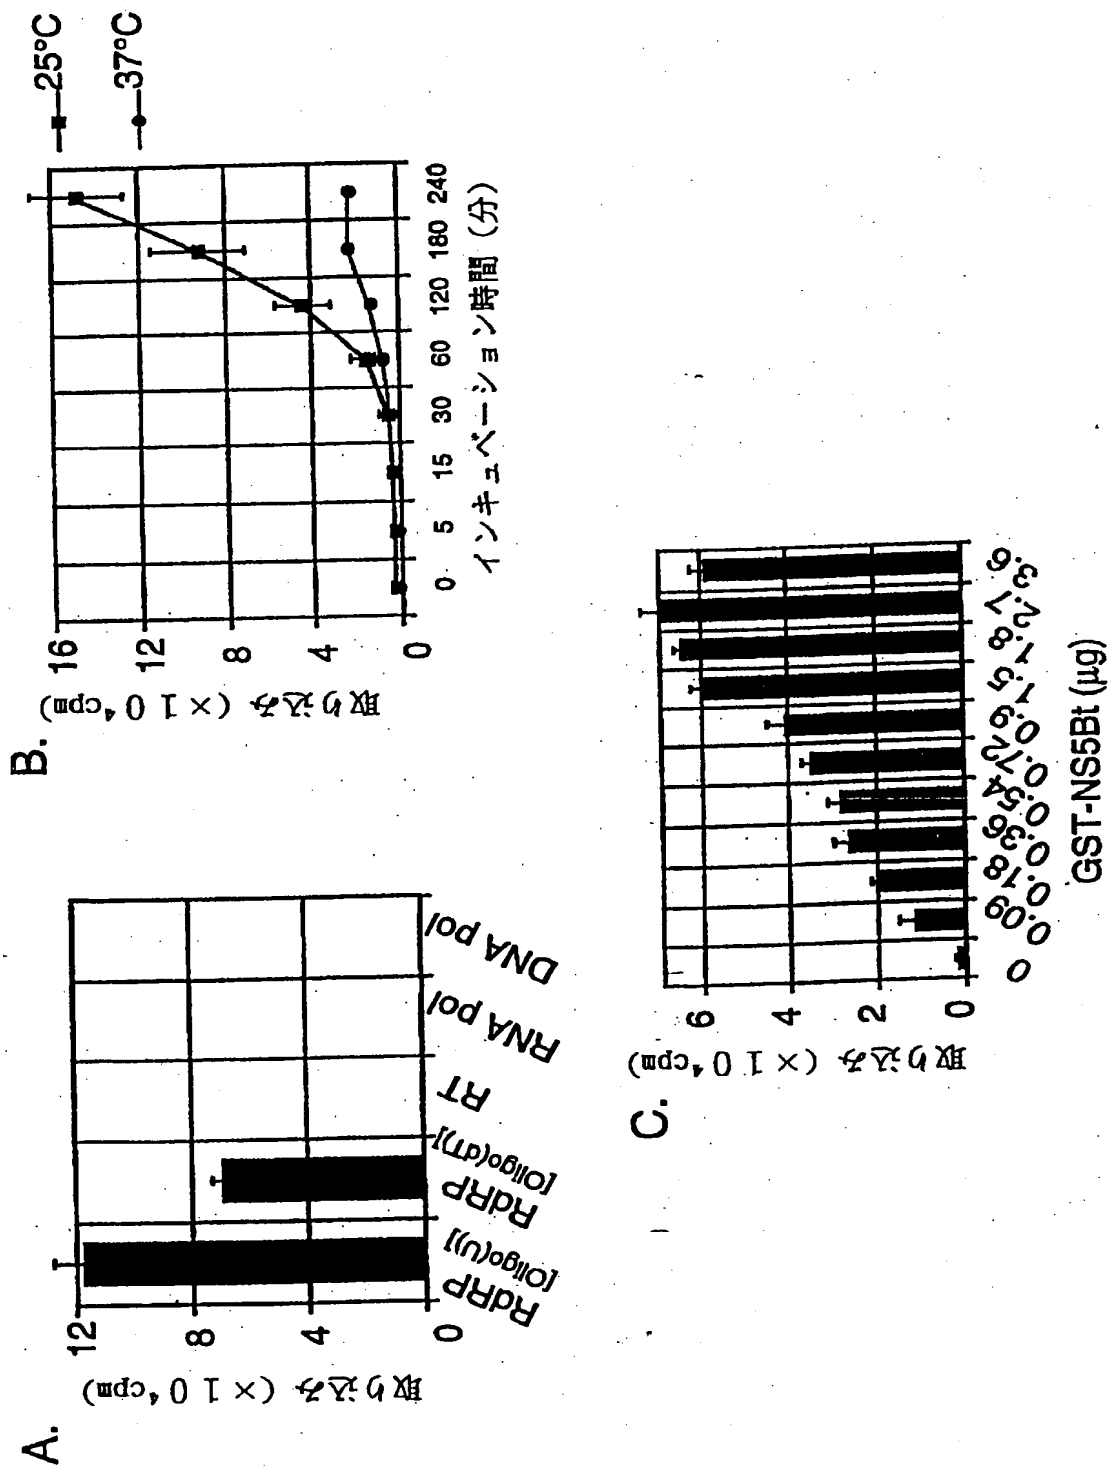 A.
取り込み (×10⁴cpm)
12
8
4
0
RdRP
[Oligo(U)]
RdRP
[Oligo(dT)]
RT
RNA pol
DNA pol
B.
取り込み (×10⁴cpm)
16
12
8
4
0
0 5 15 30 60 120 180 240
インキュベーション時間 (分)
25°C
37°C
C.
取り込み (×10⁴cpm)
6
4
2
0
0 0.09 0.18 0.36 0.54 0.72 0.9 1.5 1.8 2.7 3.6
GST-NS5Bt (μg)